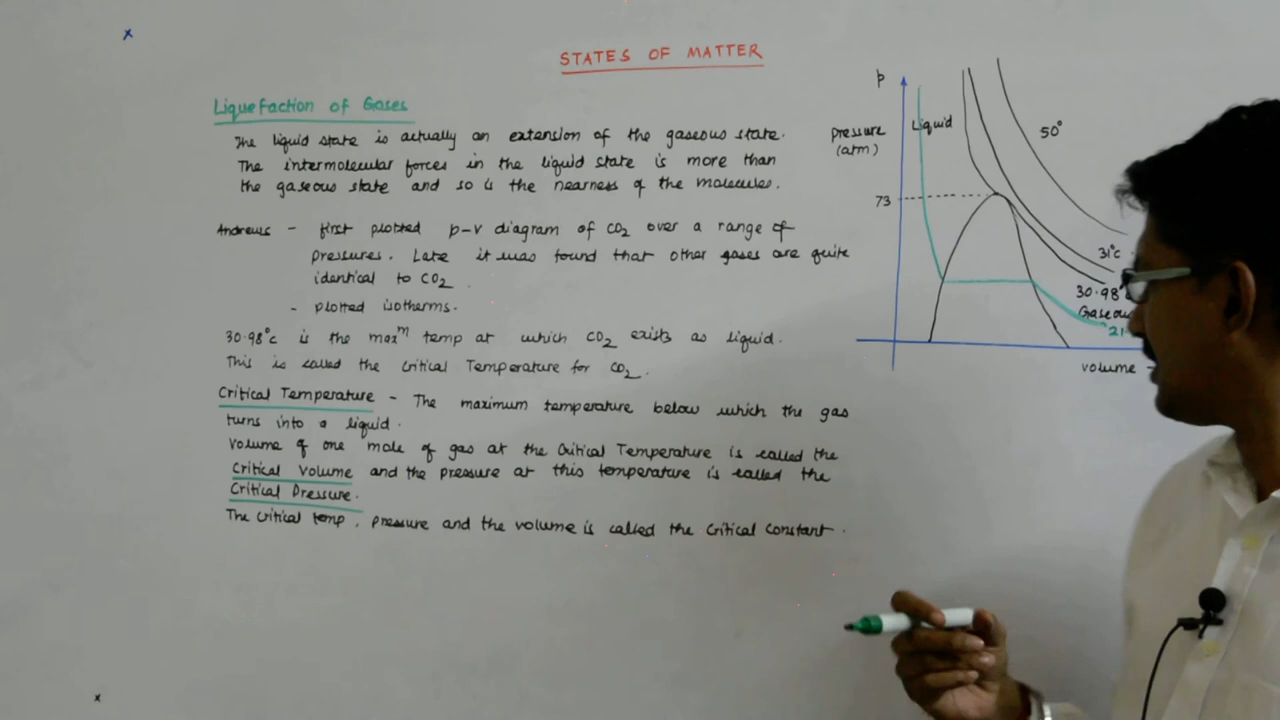 STATES OF MATTER
Liquefaction of Gases
The liquid state is actually an extension of the gaseous state.
The intermolecular forces in the liquid state is more than
the gaseous state and so is the nearness of the molecules.
Andrews - first plotted p-v diagram of CO₂ over a range of
pressures. Late it was found that other gases are quite
identical to CO₂.
- plotted isotherms.
30.98°C is the maxᵐ temp at which CO₂ exists as liquid.
This is called the Critical Temperature for CO₂.
Critical Temperature - The maximum temperature below which the gas
turns into a liquid.
Volume of one mole of gas at the Critical Temperature is called the
Critical Volume and the pressure at this temperature is called the
Critical Pressure.
The Critical temp, pressure and the volume is called the Critical Constant.
p
Pressure
(atm)
Liquid
73
50°
31°C
30.98°
Gaseou
21
volume